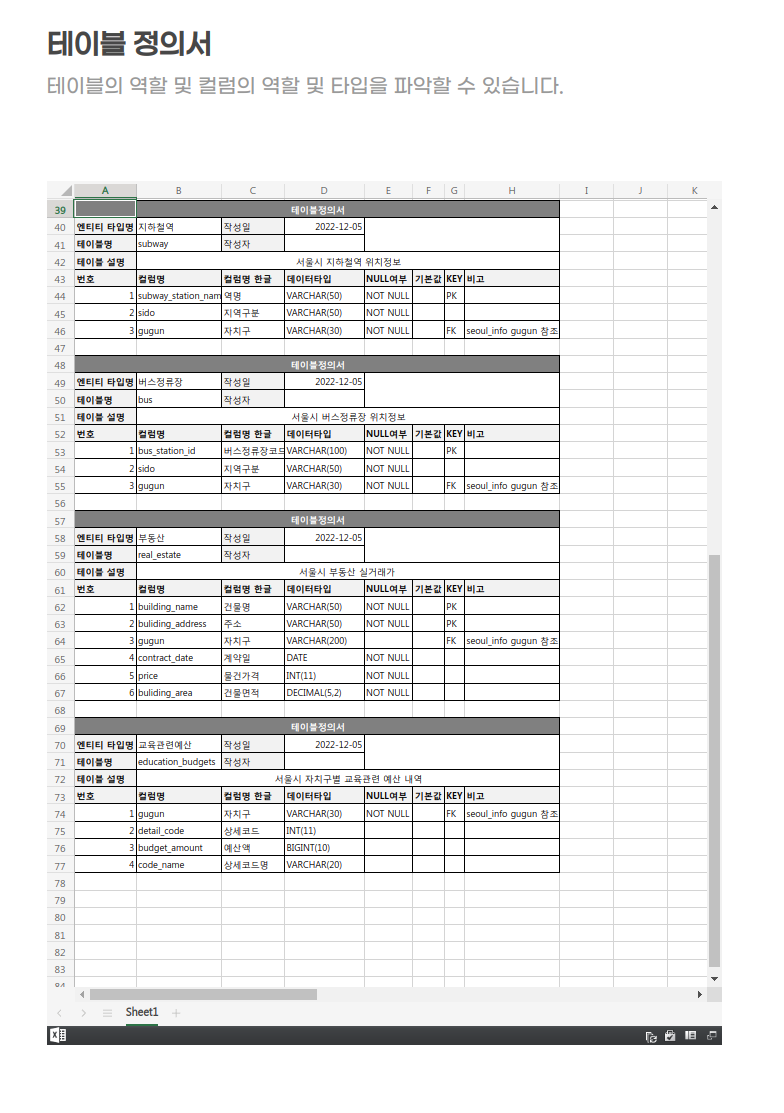 테이블 정의서
테이블의 역할 및 컬럼의 역할 및 타입을 파악할 수 있습니다.
A B C D E F G H I J K
39 테이블정의서
40 엔티티 타입명 지하철역 작성일 2022-12-05
41 테이블명 subway 작성자
42 테이블 설명 서울시 지하철역 위치정보
43 번호 컬럼명 컬럼명 한글 데이터타입 NULL여부 기본값 KEY 비고
44 1 subway_station_nam 역명 VARCHAR(50) NOT NULL PK
45 2 sido 지역구분 VARCHAR(50) NOT NULL
46 3 gugun 자치구 VARCHAR(30) NOT NULL FK seoul_info gugun 참조
47
48 테이블정의서
49 엔티티 타입명 버스정류장 작성일 2022-12-05
50 테이블명 bus 작성자
51 테이블 설명 서울시 버스정류장 위치정보
52 번호 컬럼명 컬럼명 한글 데이터타입 NULL여부 기본값 KEY 비고
53 1 bus_station_id 버스정류장코드 VARCHAR(100) NOT NULL PK
54 2 sido 지역구분 VARCHAR(50) NOT NULL
55 3 gugun 자치구 VARCHAR(30) NOT NULL FK seoul_info gugun 참조
56
57 테이블정의서
58 엔티티 타입명 부동산 작성일 2022-12-05
59 테이블명 real_estate 작성자
60 테이블 설명 서울시 부동산 실거래가
61 번호 컬럼명 컬럼명 한글 데이터타입 NULL여부 기본값 KEY 비고
62 1 building_name 건물명 VARCHAR(50) NOT NULL PK
63 2 buliding_address 주소 VARCHAR(50) NOT NULL PK
64 3 gugun 자치구 VARCHAR(200) FK seoul_info gugun 참조
65 4 contract_date 계약일 DATE NOT NULL
66 5 price 물건가격 INT(11) NOT NULL
67 6 buliding_area 건물면적 DECIMAL(5,2) NOT NULL
68
69 테이블정의서
70 엔티티 타입명 교육관련예산 작성일 2022-12-05
71 테이블명 education_budgets 작성자
72 테이블 설명 서울시 자치구별 교육관련 예산 내역
73 번호 컬럼명 컬럼명 한글 데이터타입 NULL여부 기본값 KEY 비고
74 1 gugun 자치구 VARCHAR(30) NOT NULL FK seoul_info gugun 참조
75 2 detail_code 상세코드 INT(11)
76 3 budget_amount 예산액 BIGINT(10)
77 4 code_name 상세코드명 VARCHAR(20)
78
79
80
81
82
83
84
Sheet1